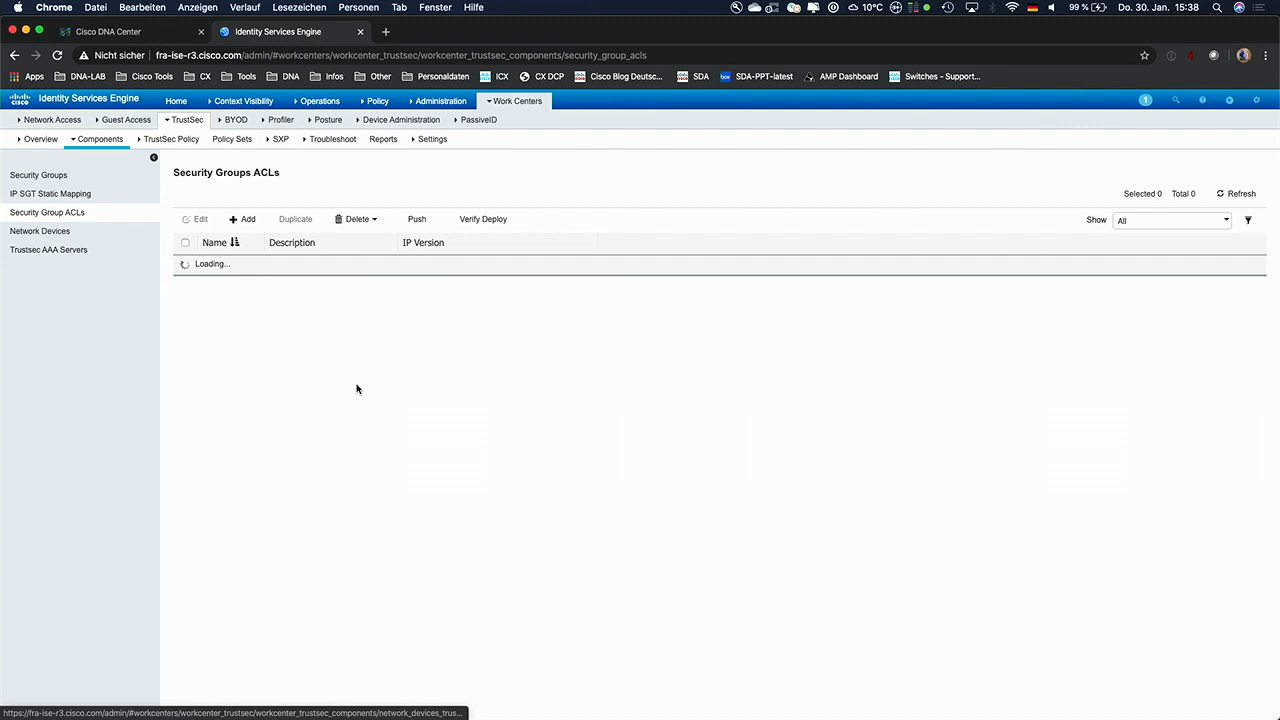 Chrome Datei Bearbeiten Anzeigen Verlauf Lesezeichen Personen Tab Fenster Hilfe 10°C 99 % Do. 30. Jan. 15:38
Cisco DNA Center Identity Services Engine
Nicht sicher fra-ise-r3.cisco.com/admin/#workcenters/workcenter_trustsec/workcenter_trustsec_components/security_group_acls
Apps DNA-LAB Cisco Tools CX Tools DNA Infos Other Personaldaten ICX CX DCP Cisco Blog Deutsc... SDA SDA-PPT-latest AMP Dashboard Writches - Support...
cisco Identity Services Engine Home Context Visibility Operations Policy Administration Work Centers 1
Network Access Guest Access TrustSec BYOD Profiler Posture Device Administration PassiveID
Overview Components TrustSec Policy Policy Sets SXP Troubleshoot Reports Settings
Security Groups
IP SGT Static Mapping
Security Group ACLs
Network Devices
Trustsec AAA Servers
Security Groups ACLs
Selected 0 Total 0 Refresh
Edit Add Duplicate Delete Push Verify Deploy Show All
Name Description IP Version
Loading...
https://fra-ise-r3.cisco.com/admin/#workcenters/workcenter_trustsec/workcenter_trustsec_components/network_devices_trus...